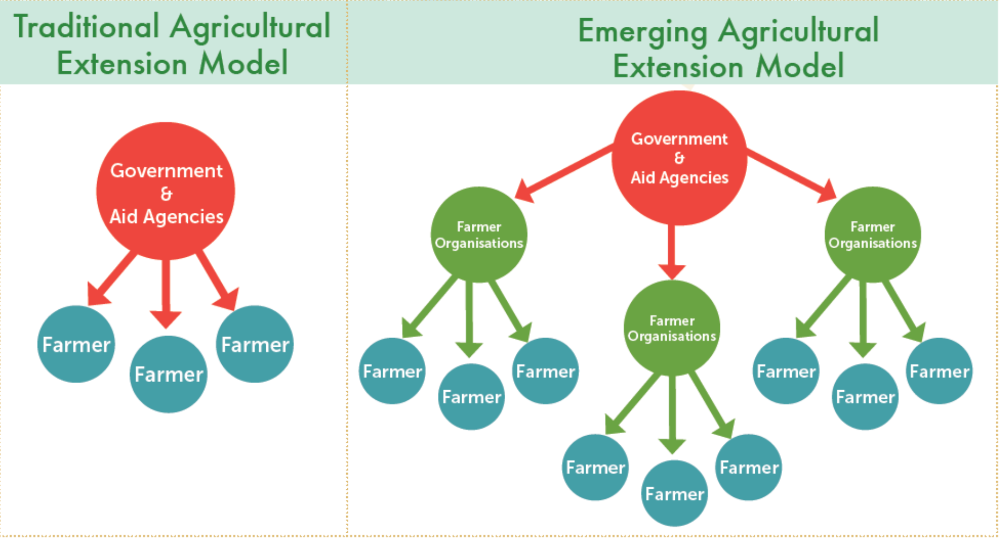 Traditional Agricultural
Extension Model
Government
&
Aid Agencies
Farmer
Farmer
Farmer
Emerging Agricultural
Extension Model
Government
&
Aid Agencies
Farmer
Organisations
Farmer
Farmer
Farmer
Farmer
Organisations
Farmer
Farmer
Farmer
Farmer
Organisations
Farmer
Farmer
Farmer